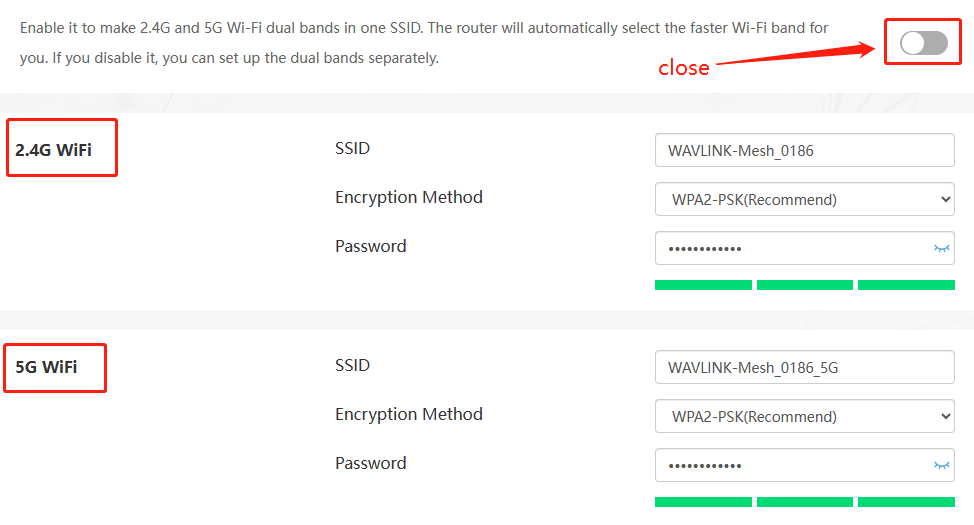 Enable it to make 2.4G and 5G Wi-Fi dual bands in one SSID. The router will automatically select the faster Wi-Fi band for
you. If you disable it, you can set up the dual bands separately.
close
2.4G WiFi
SSID
WAVLINK-Mesh_0186
Encryption Method
WPA2-PSK(Recommend)
Password
••••••••••••
5G WiFi
SSID
WAVLINK-Mesh_0186_5G
Encryption Method
WPA2-PSK(Recommend)
Password
••••••••••••